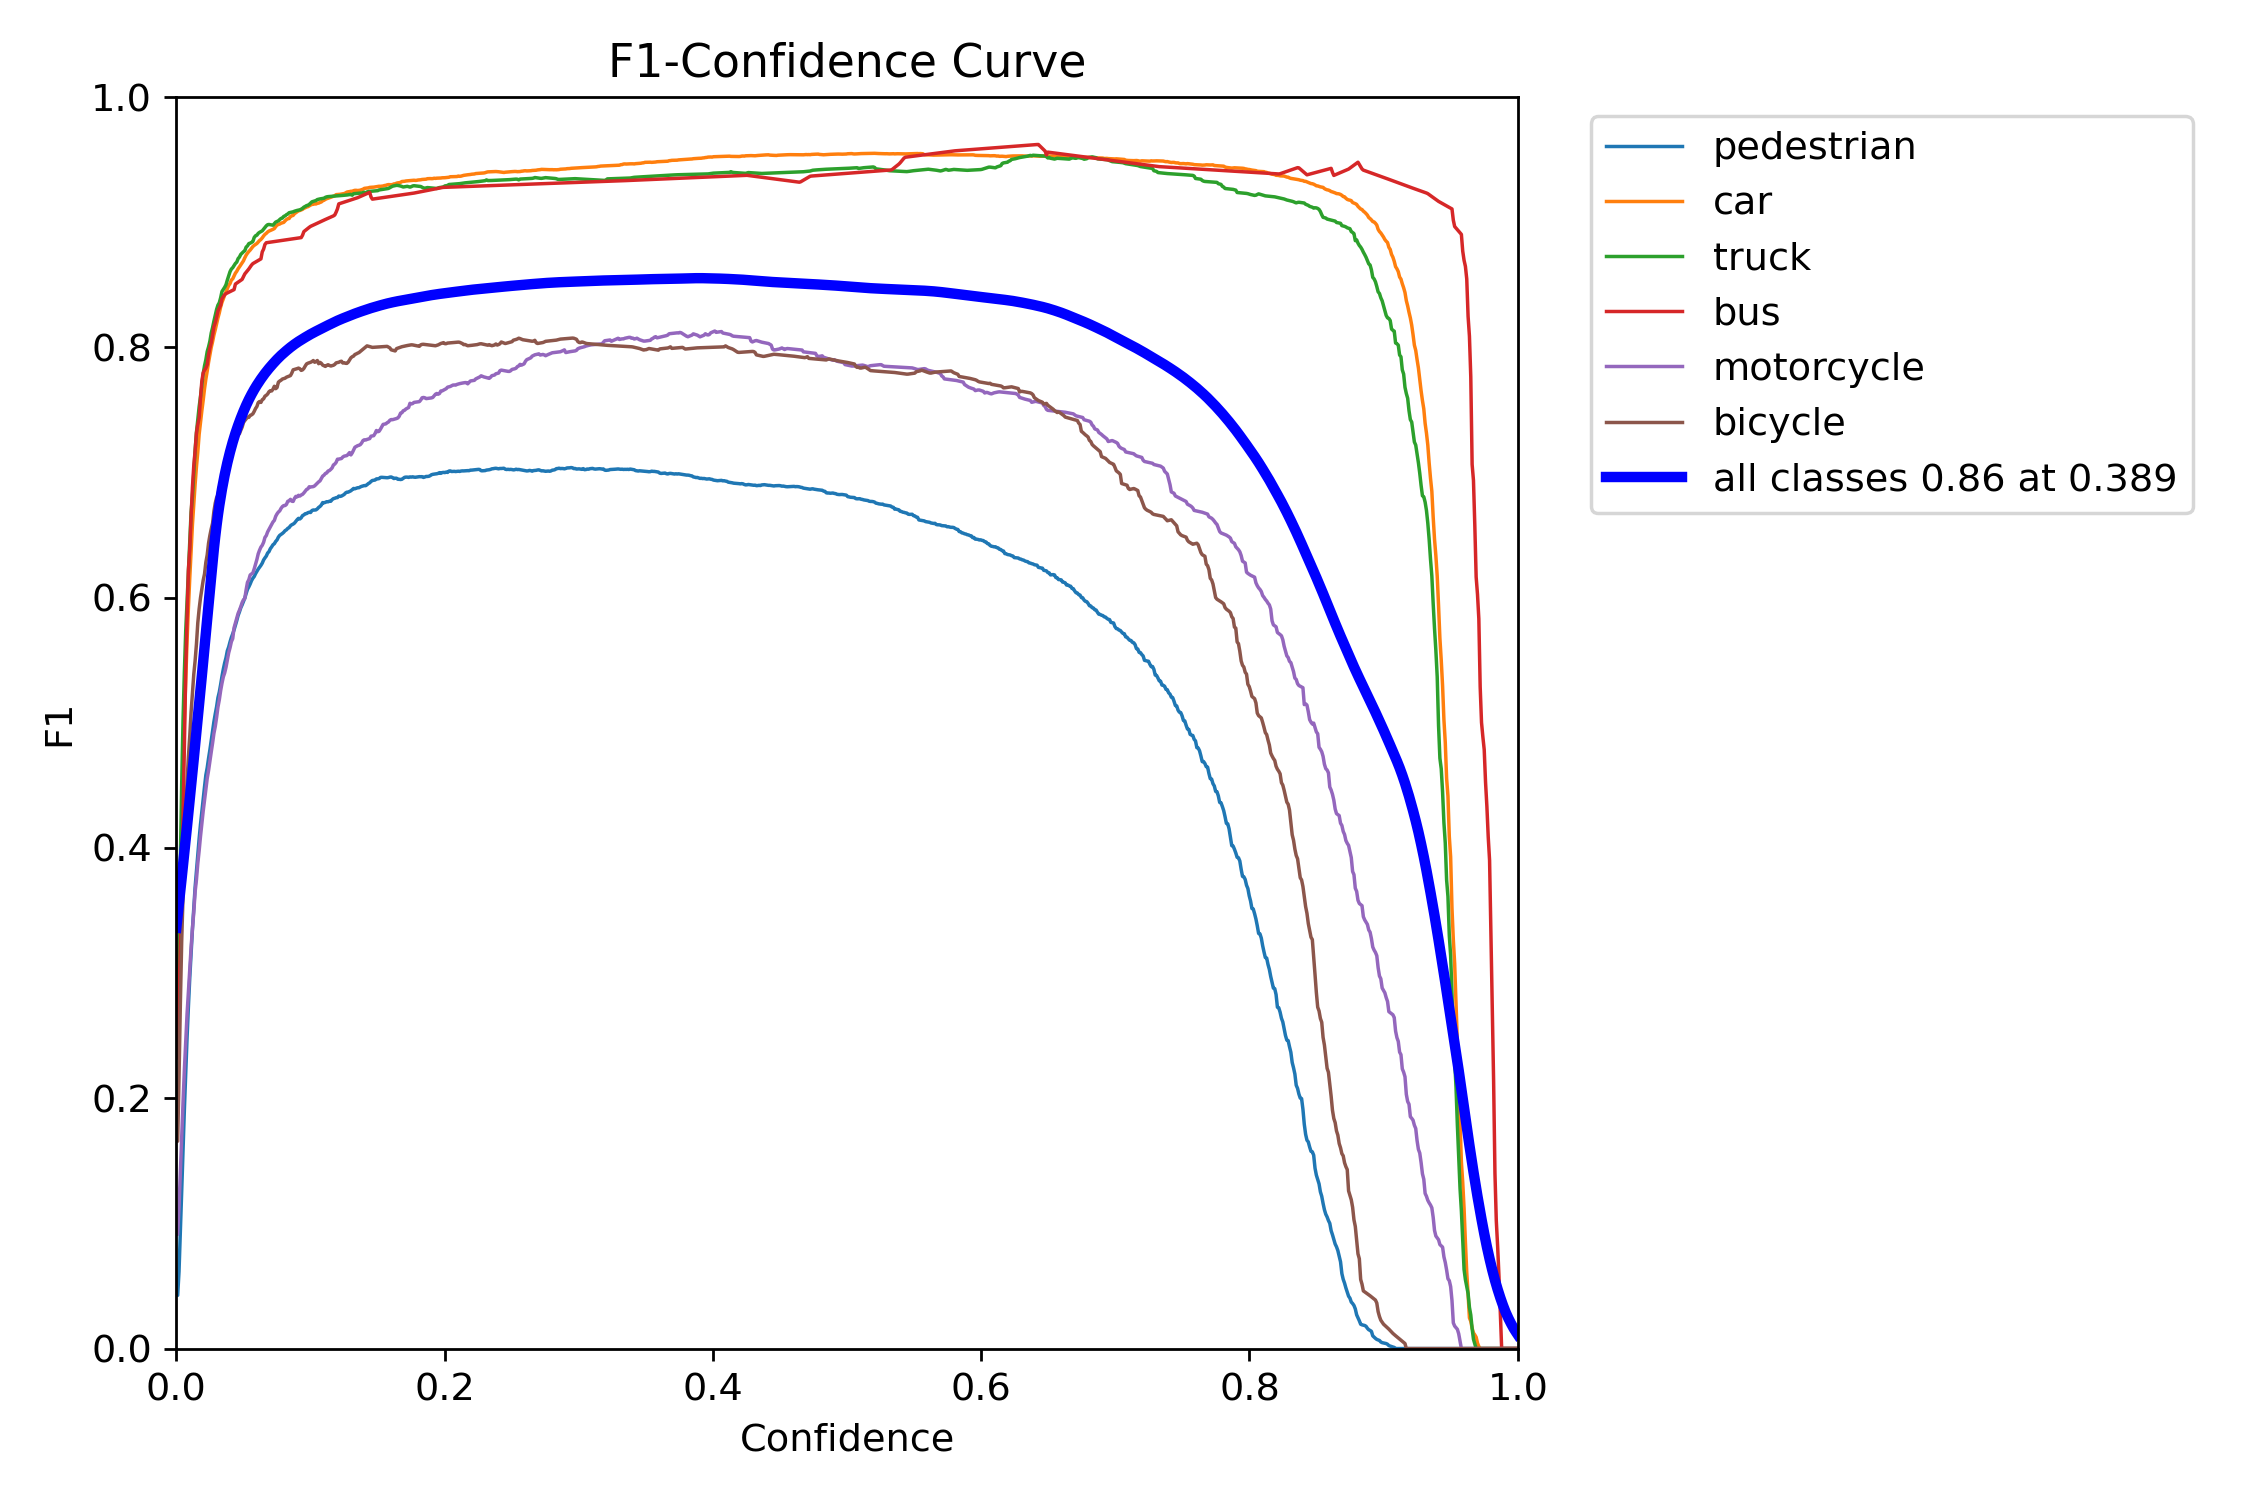 F1-Confidence Curve
1.0
0.8
0.6
0.4
0.2
0.0
F1
0.0 0.2 0.4 0.6 0.8 1.0
Confidence
pedestrian
car
truck
bus
motorcycle
bicycle
all classes 0.86 at 0.389